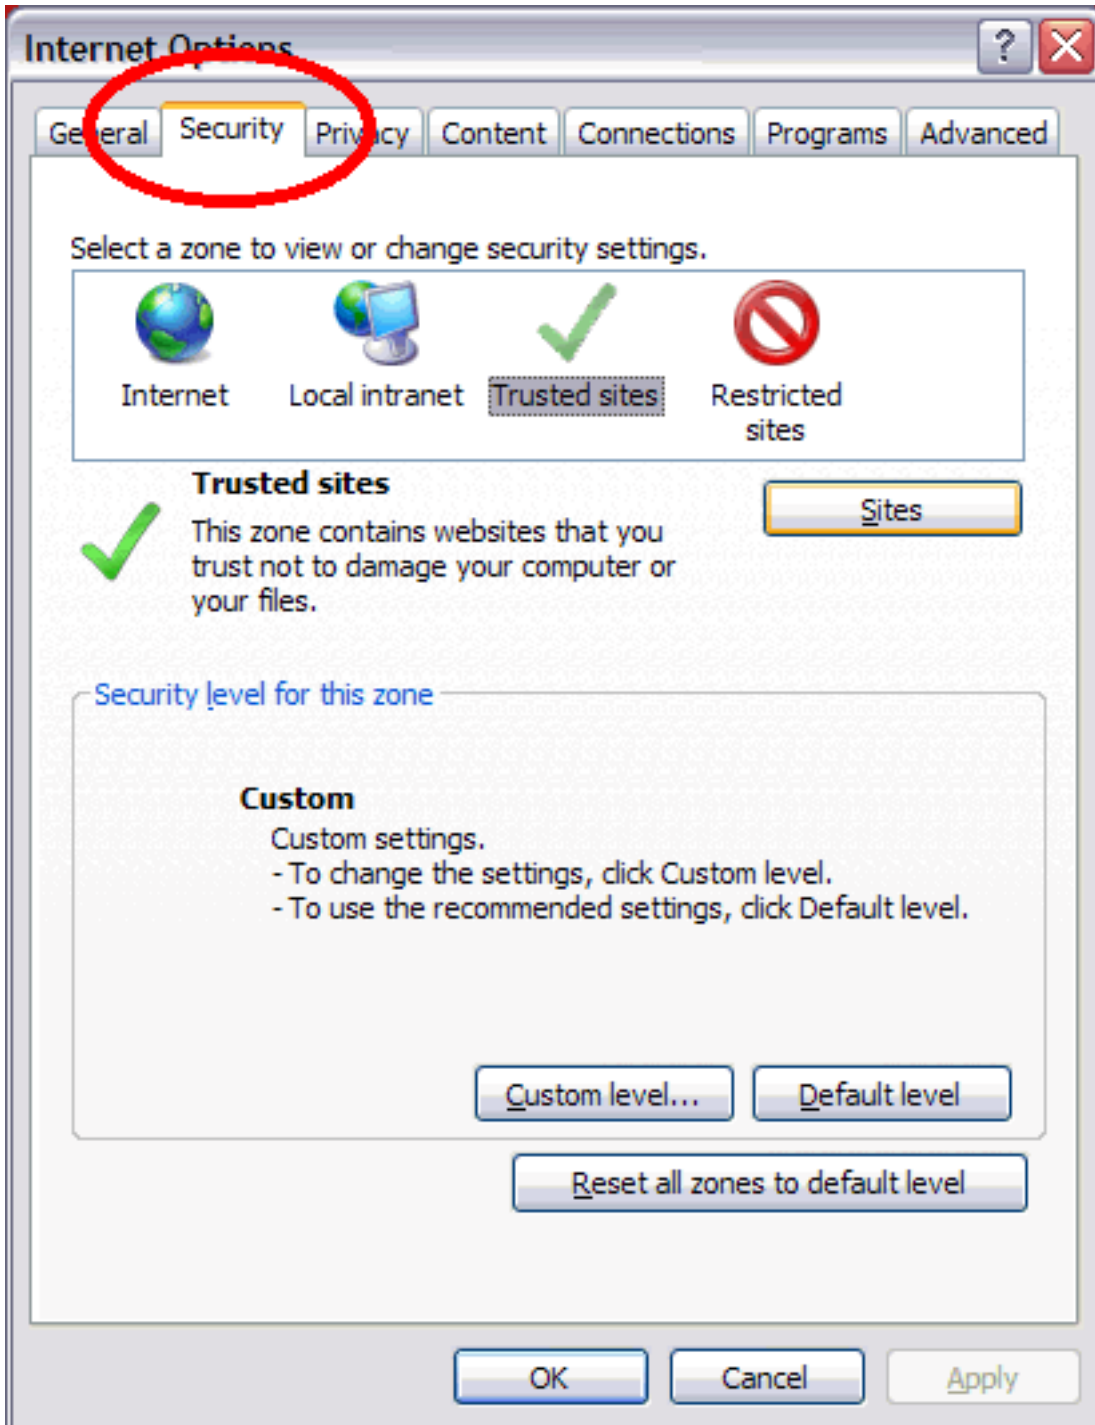 Internet Options
?
General Security Privacy Content Connections Programs Advanced
Select a zone to view or change security settings.
Internet Local intranet Trusted sites Restricted
sites
Trusted sites
Sites
This zone contains websites that you
trust not to damage your computer or
your files.
Security level for this zone
Custom
Custom settings.
- To change the settings, click Custom level.
- To use the recommended settings, click Default level.
Custom level... Default level
Reset all zones to default level
OK Cancel Apply